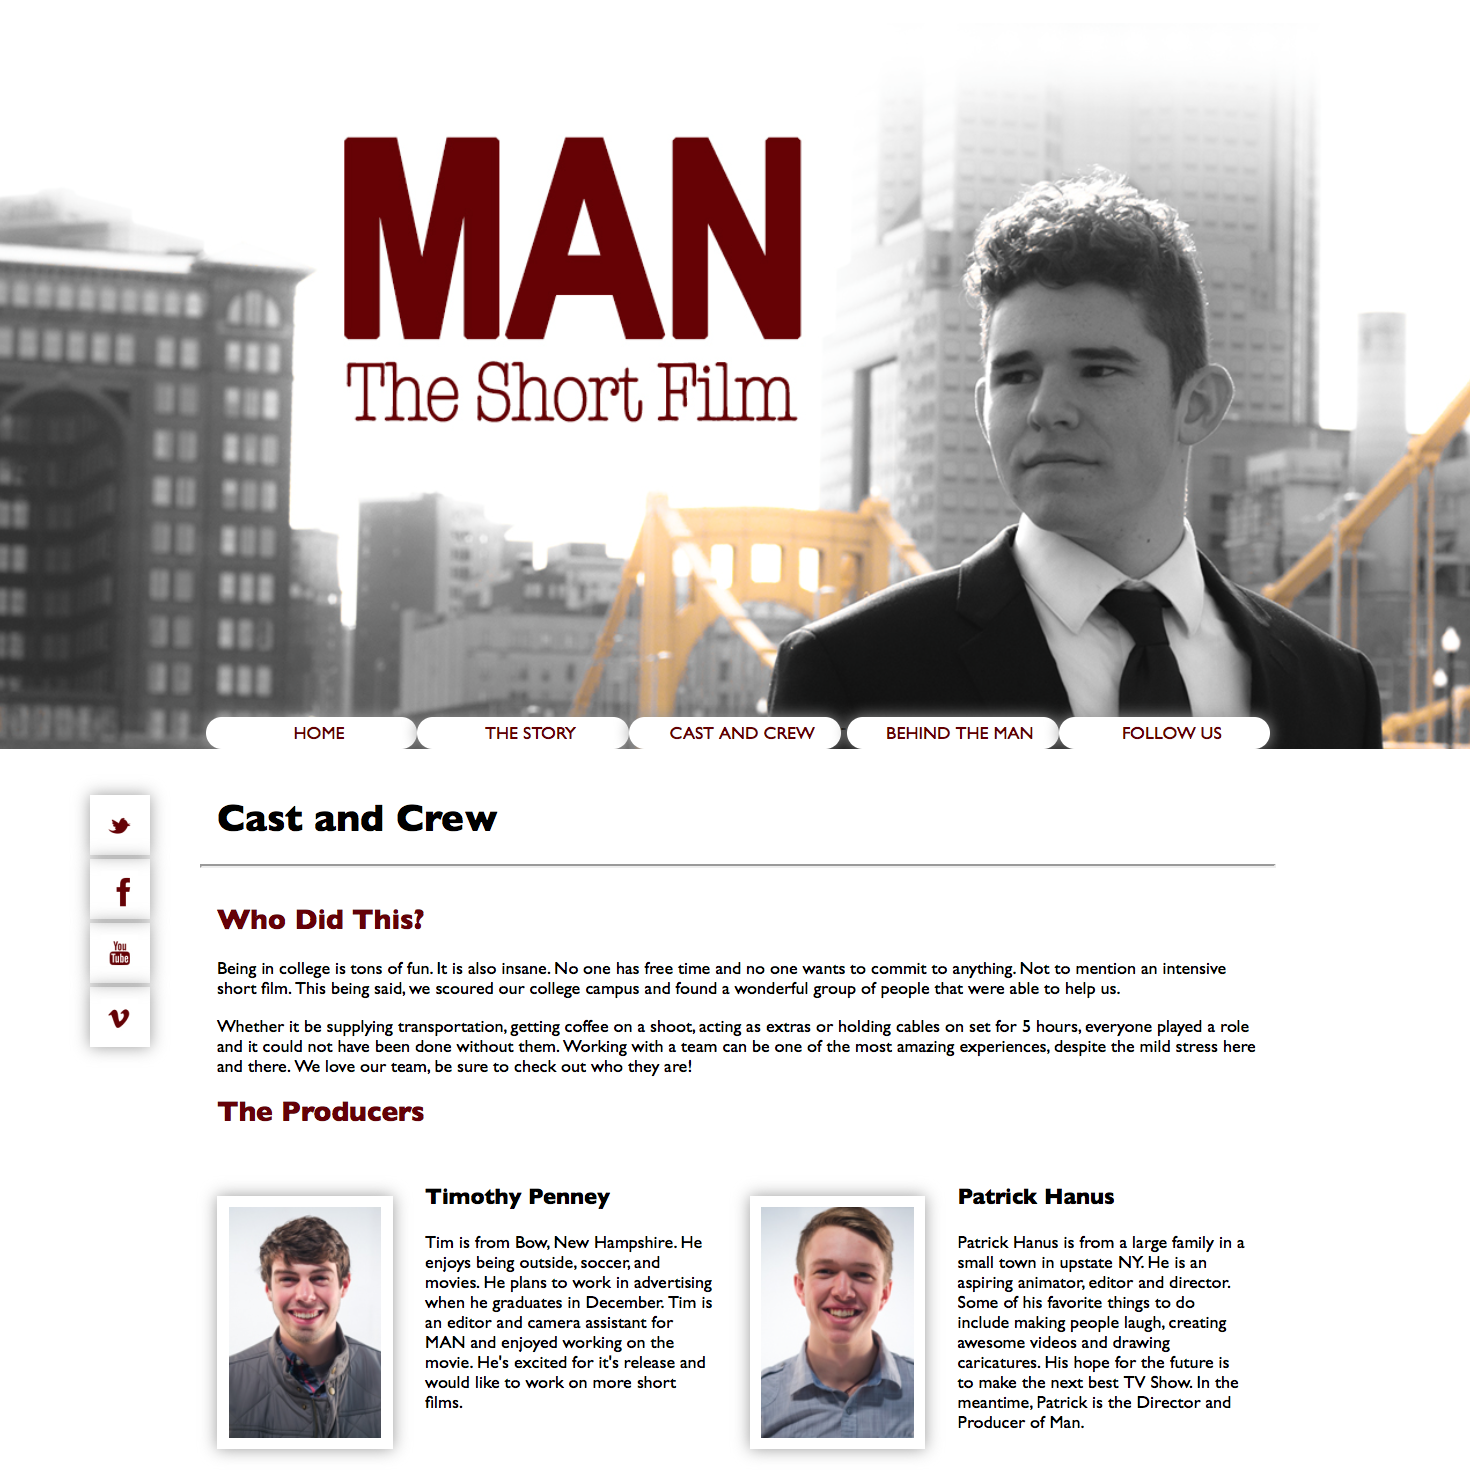 MAN
The Short Film
HOME
THE STORY
CAST AND CREW
BEHIND THE MAN
FOLLOW US
Cast and Crew
You
Tube
Who Did This?
Being in college is tons of fun. It is also insane. No one has free time and no one wants to commit to anything. Not to mention an intensive
short film. This being said, we scoured our college campus and found a wonderful group of people that were able to help us.
Whether it be supplying transportation, getting coffee on a shoot, acting as extras or holding cables on set for 5 hours, everyone played a role
and it could not have been done without them. Working with a team can be one of the most amazing experiences, despite the mild stress here
and there. We love our team, be sure to check out who they are!
The Producers
Timothy Penney
Tim is from Bow, New Hampshire. He
enjoys being outside, soccer, and
movies. He plans to work in advertising
when he graduates in December. Tim is
an editor and camera assistant for
MAN and enjoyed working on the
movie. He's excited for it's release and
would like to work on more short
films.
Patrick Hanus
Patrick Hanus is from a large family in a
small town in upstate NY. He is an
aspiring animator, editor and director.
Some of his favorite things to do
include making people laugh, creating
awesome videos and drawing
caricatures. His hope for the future is
to make the next best TV Show. In the
meantime, Patrick is the Director and
Producer of Man.